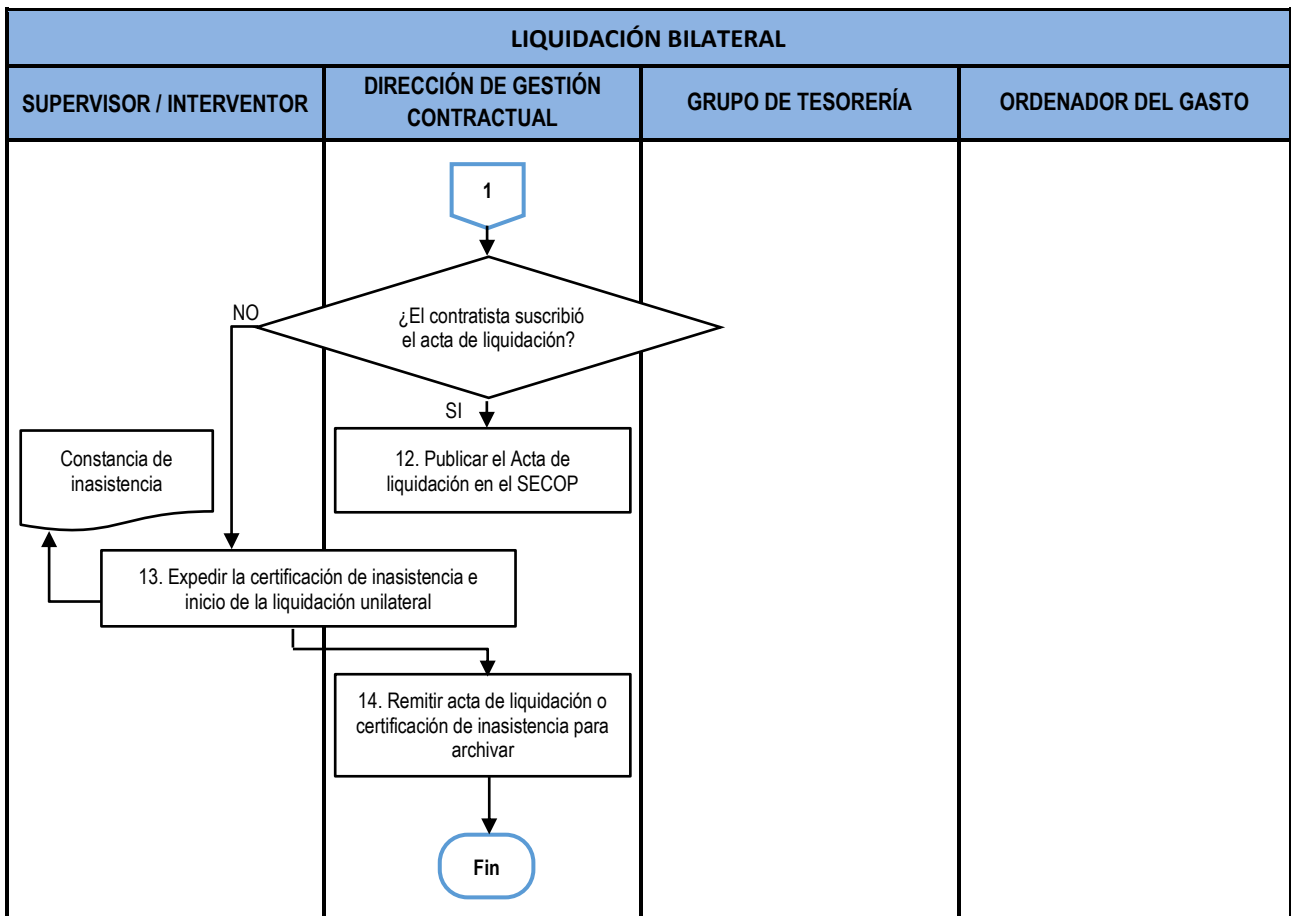 LIQUIDACIÓN BILATERAL
SUPERVISOR / INTERVENTOR
DIRECCIÓN DE GESTIÓN
CONTRACTUAL
GRUPO DE TESORERÍA
ORDENADOR DEL GASTO
1
¿El contratista suscribió
el acta de liquidación?
NO
SI
Constancia de
inasistencia
12. Publicar el Acta de
liquidación en el SECOP
13. Expedir la certificación de inasistencia e
inicio de la liquidación unilateral
14. Remitir acta de liquidación o
certificación de inasistencia para
archivar
Fin